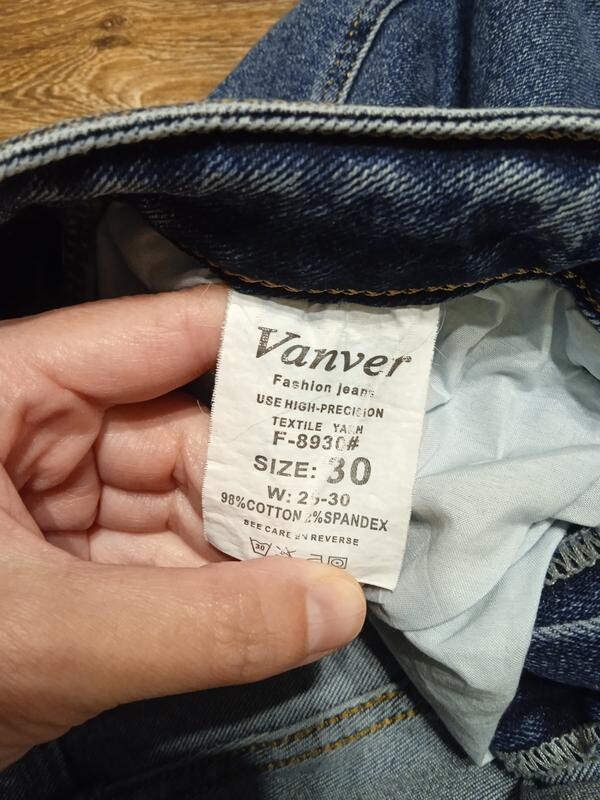 Vanver
Fashion jeans
USE HIGH-PRECISION
TEXTILE YARN
F-8930#
SIZE: 30
W: 25-30
98%COTTON 2%SPANDEX
SEE CARE ON REVERSE
30